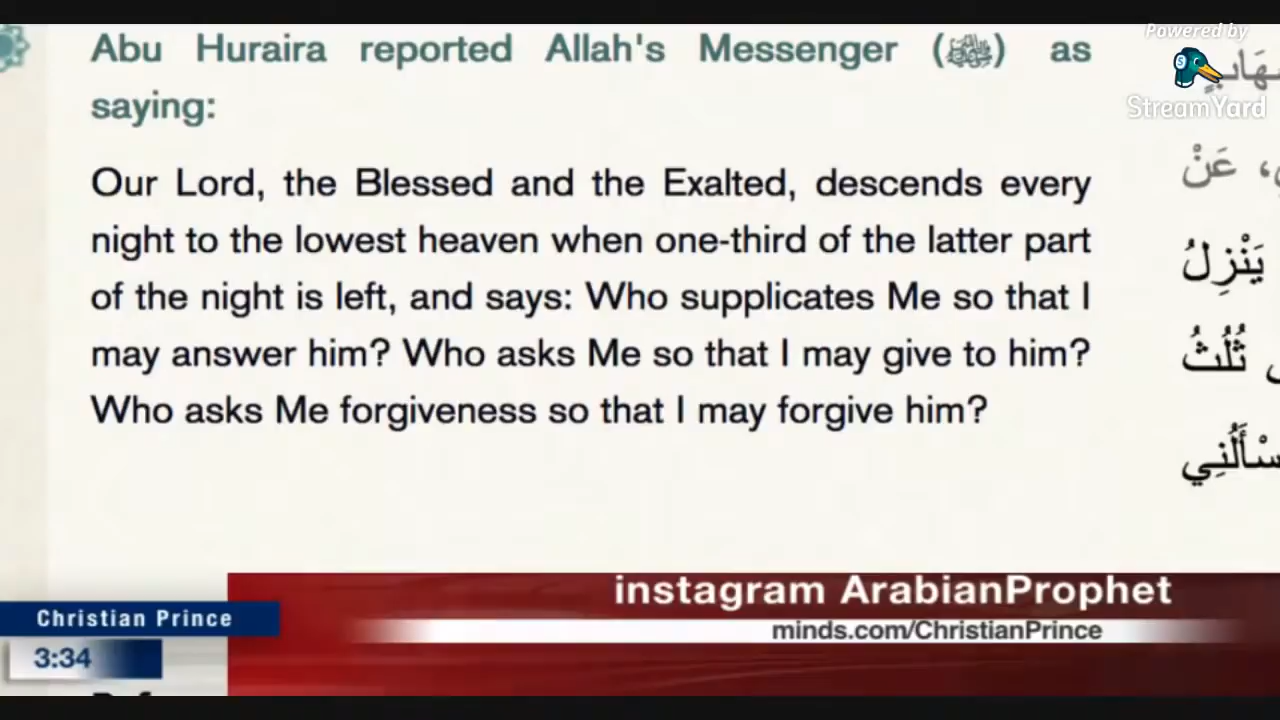 Powered by
StreamYard
Abu Huraira reported Allah's Messenger (ﷺ) as
saying:
Our Lord, the Blessed and the Exalted, descends every
night to the lowest heaven when one-third of the latter part
of the night is left, and says: Who supplicates Me so that I
may answer him? Who asks Me so that I may give to him?
Who asks Me forgiveness so that I may forgive him?
عَنْ
يَنْزِلُ
ثُلُثُ
instagram ArabianProphet
Christian Prince
minds.com/ChristianPrince
3:34